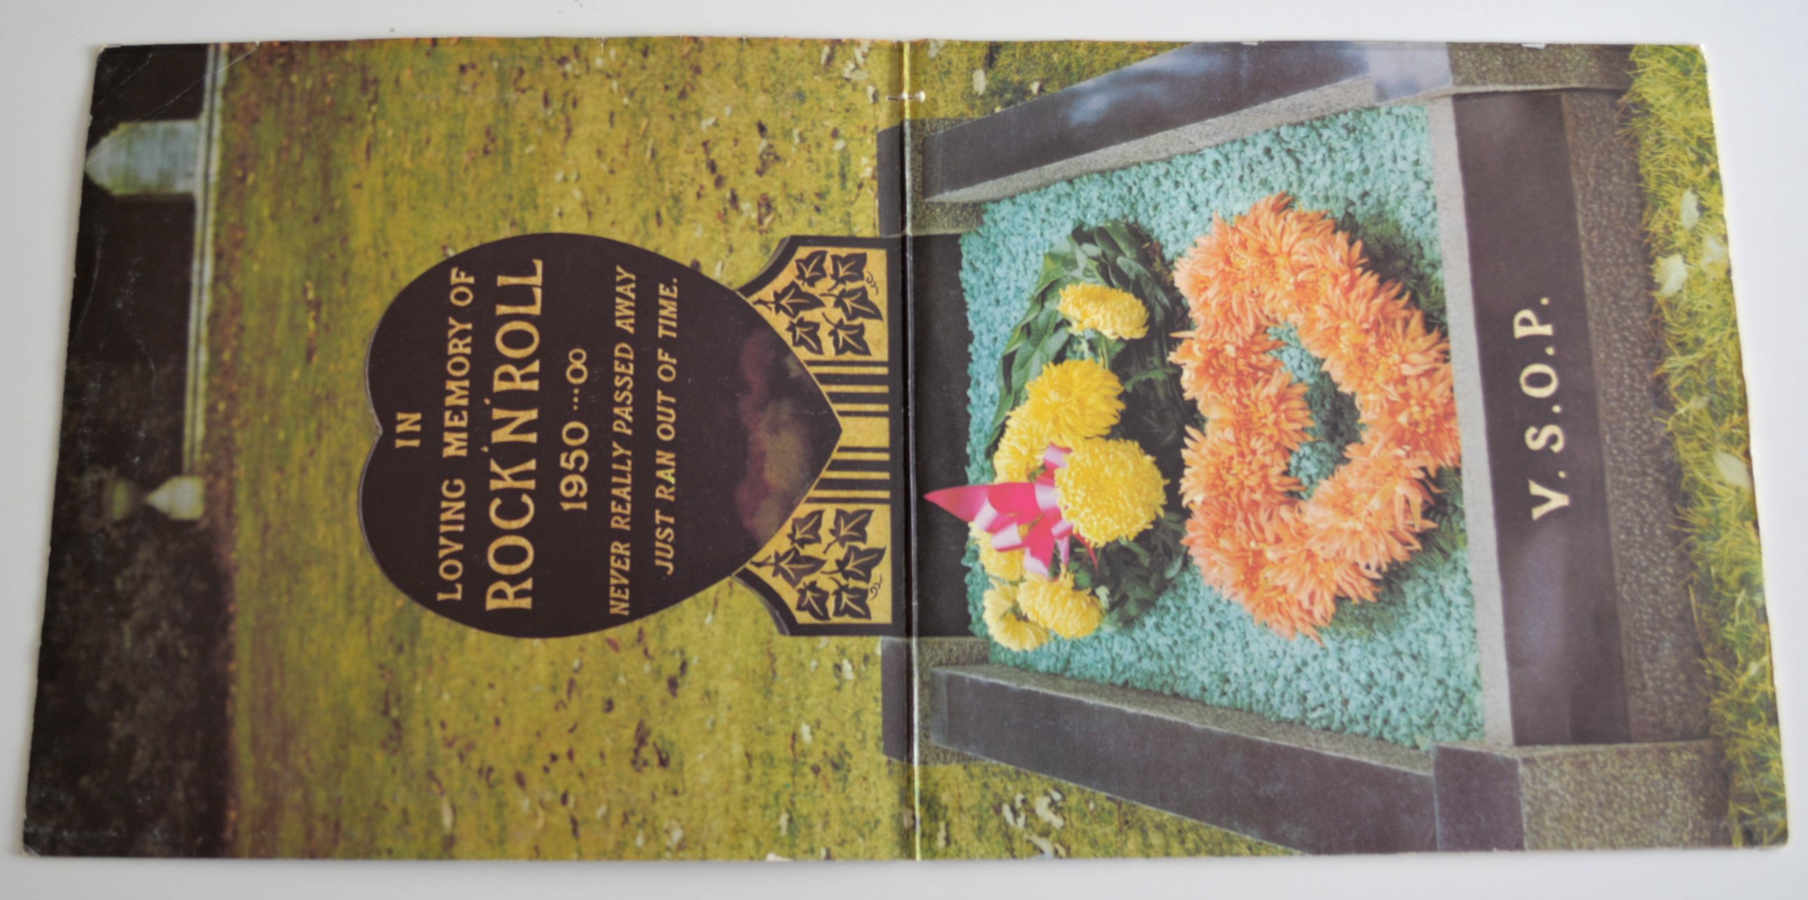 IN
LOVING MEMORY OF
ROCK'N'ROLL
1950...∞
NEVER REALLY PASSED AWAY
JUST RAN OUT OF TIME.
V.S.O.P.